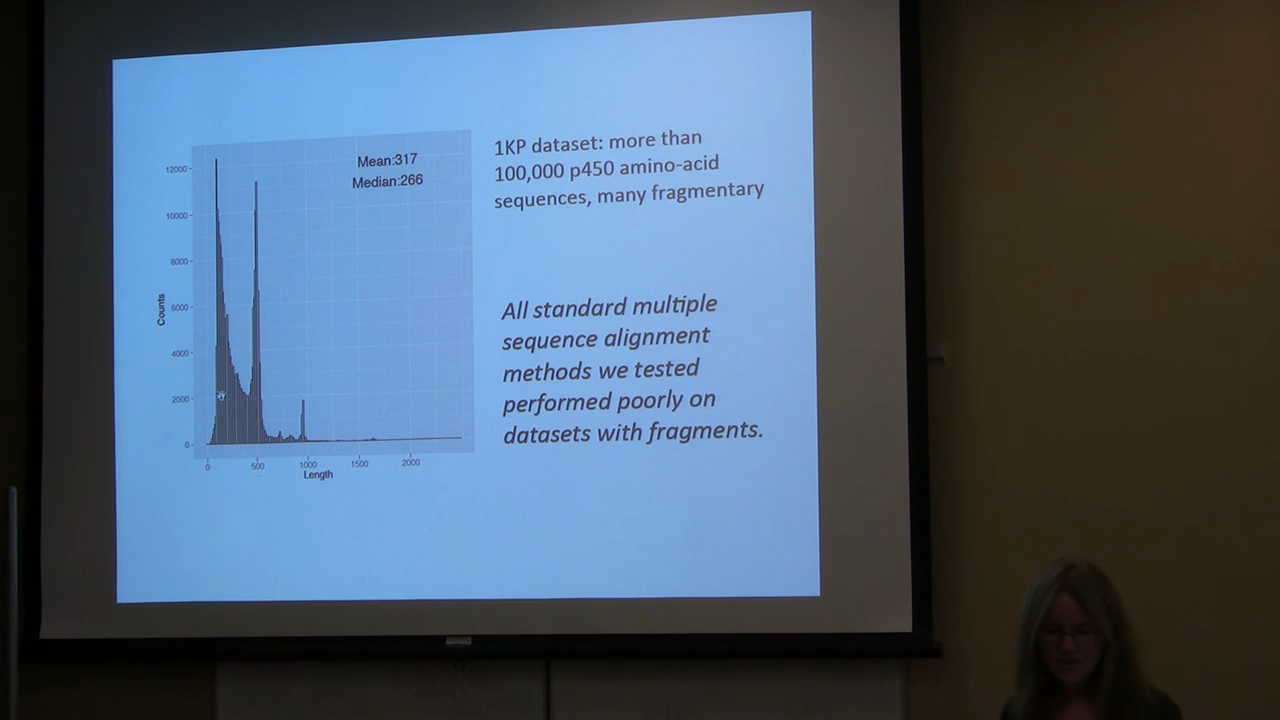 Mean:317
Median:266
12000
10000
8000
6000
4000
2000
0
Counts
0
500
1000
1500
2000
Length
1KP dataset: more than
100,000 p450 amino-acid
sequences, many fragmentary
All standard multiple
sequence alignment
methods we tested
performed poorly on
datasets with fragments.